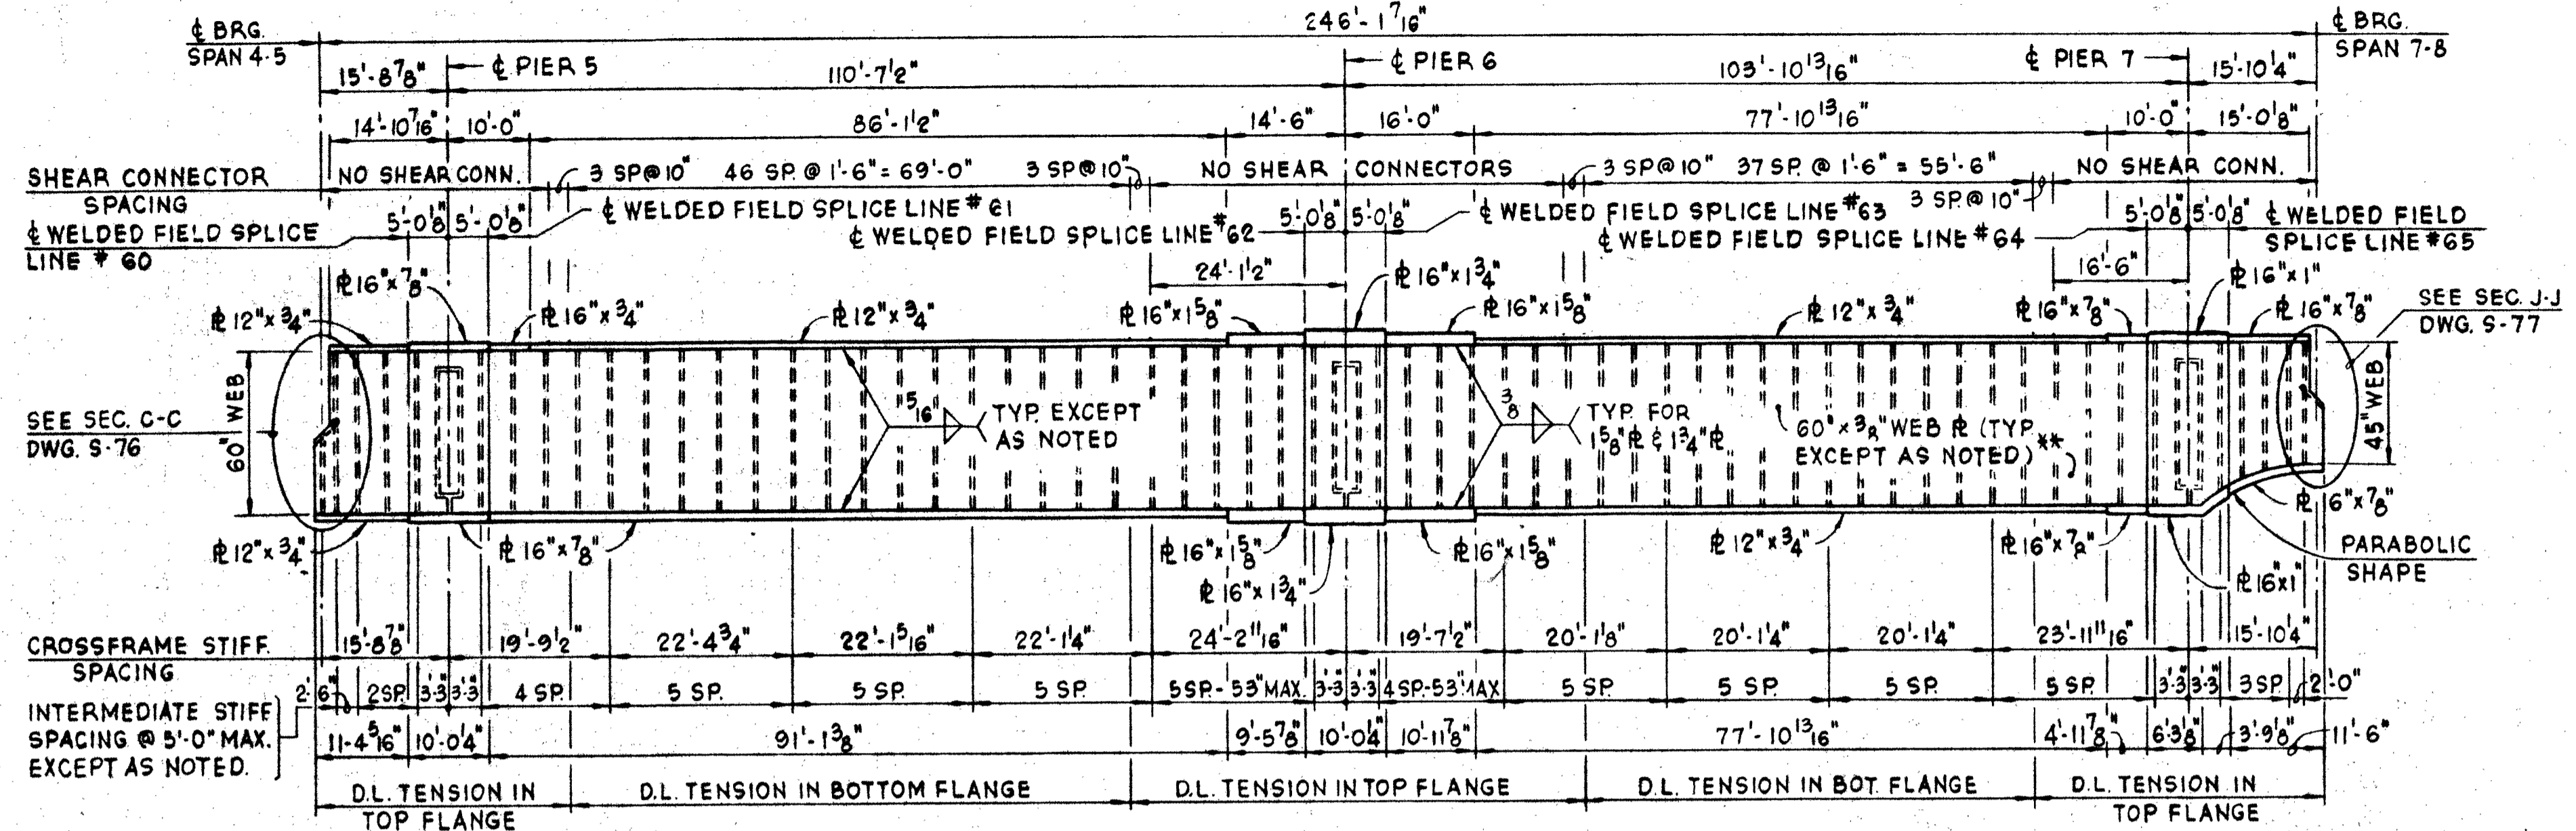 246'-1 7/16"
℄ BRG.
SPAN 4-5
℄ BRG.
SPAN 7-8
15'-8 7/8"
℄ PIER 5
110'-7 1/2"
℄ PIER 6
103'-10 13/16"
℄ PIER 7
15'-10 1/4"
14'-10 7/16"
10'-0"
86'-1 1/2"
14'-6"
16'-0"
77'-10 13/16"
10'-0"
15'-0 1/8"
SHEAR CONNECTOR
SPACING
NO SHEAR CONN.
3 SP@10"
46 SP. @ 1'-6" = 69'-0"
3 SP@10"
NO SHEAR CONNECTORS
3 SP@10"
37 SP. @ 1'-6" = 55'-6"
3 SP@10"
NO SHEAR CONN.
℄ WELDED FIELD SPLICE
LINE # 60
5'-0 1/8"
5'-0 1/8"
℄ WELDED FIELD SPLICE LINE # 61
℄ WELDED FIELD SPLICE LINE #62
5'-0 1/8"
5'-0 1/8"
℄ WELDED FIELD SPLICE LINE #63
℄ WELDED FIELD SPLICE LINE #64
5'-0 1/8"
5'-0 1/8"
℄ WELDED FIELD
SPLICE LINE #65
24'-1 1/2"
16'-6"
℄ 12" x 3/4"
℄ 16" x 7/8"
℄ 16" x 3/4"
℄ 12" x 3/4"
℄ 16" x 1 5/8"
℄ 16" x 1 3/4"
℄ 16" x 1 5/8"
℄ 12" x 3/4"
℄ 16" x 7/8"
℄ 16" x 1"
℄ 16" x 7/8"
SEE SEC. J-J
DWG. S-77
SEE SEC. C-C
DWG. S-76
60" WEB
5/16"
TYP. EXCEPT
AS NOTED
3/8
TYP. FOR
1 5/8" ℄ & 1 3/4" ℄
60" x 3/8" WEB ℄ (TYP.
EXCEPT AS NOTED) **
45" WEB
℄ 12" x 3/4"
℄ 16" x 7/8"
℄ 16" x 1 5/8"
℄ 16" x 1 3/4"
℄ 16" x 1 5/8"
℄ 12" x 3/4"
℄ 16" x 7/8"
℄ 16" x 1"
℄ 16" x 7/8"
PARABOLIC
SHAPE
CROSSFRAME STIFF.
SPACING
15'-8 7/8"
19'-9 1/2"
22'-4 3/4"
22'-1 5/16"
22'-1 1/4"
24'-2 11/16"
19'-7 1/2"
20'-1 1/8"
20'-1 1/4"
20'-1 1/4"
23'-11 11/16"
15'-10 1/4"
INTERMEDIATE STIFF
SPACING @ 5'-0" MAX.
EXCEPT AS NOTED.
2'-6"
2 SP.
3'-3"
3'-3"
4 SP.
5 SP.
5 SP.
5 SP.
5 SP.- 53" MAX.
3'-3"
3'-3"
4 SP.-53" MAX
5 SP.
5 SP.
5 SP.
5 SP.
3'-3"
3'-3"
3 SP.
2'-0"
11'-4 5/16"
10'-0 1/4"
91'-1 3/8"
9'-5 7/8"
10'-0 1/4"
10'-11 7/8"
77'-10 13/16"
4'-11 7/8"
6'-3 1/8"
3'-9 1/8"
11'-6"
D.L. TENSION IN
TOP FLANGE
D.L. TENSION IN BOTTOM FLANGE
D.L. TENSION IN TOP FLANGE
D.L. TENSION IN BOT. FLANGE
D.L. TENSION IN
TOP FLANGE